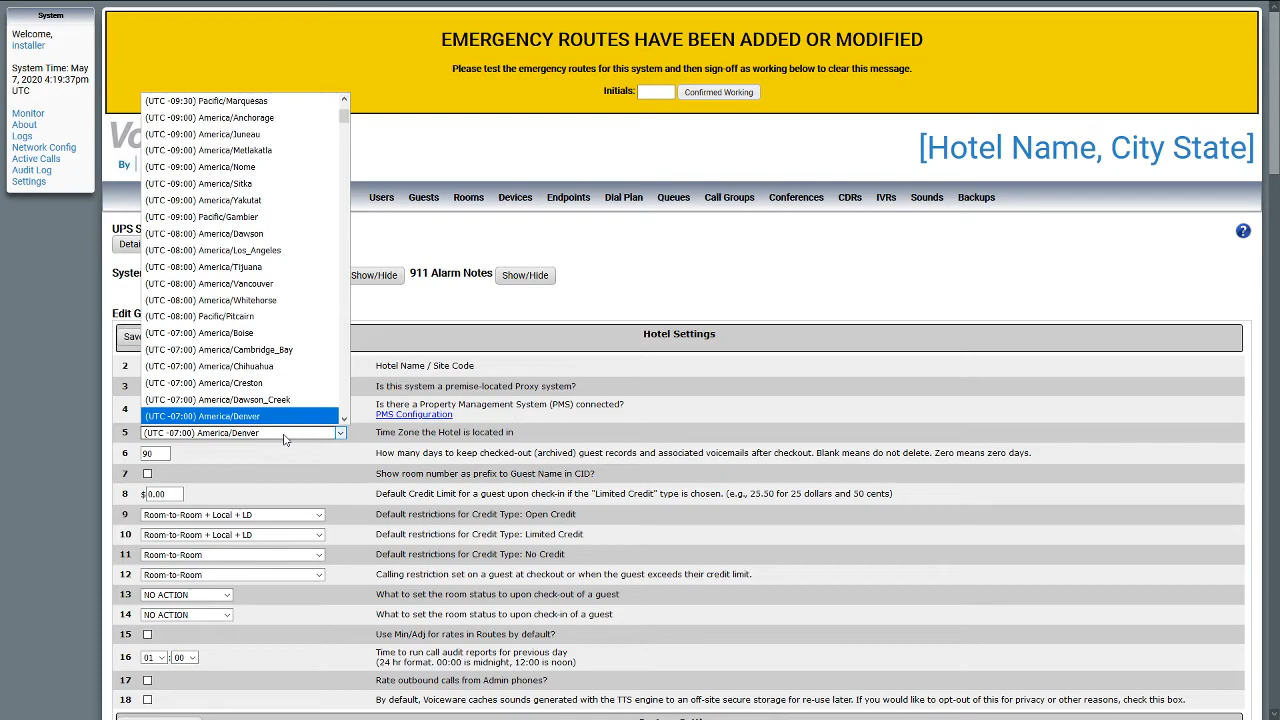 System
Welcome,
installer
System Time: May
7, 2020 4:19:37pm
UTC
Monitor
About
Logs
Network Config
Active Calls
Audit Log
Settings
EMERGENCY ROUTES HAVE BEEN ADDED OR MODIFIED
Please test the emergency routes for this system and then sign-off as working below to clear this message.
Initials: Confirmed Working
[Hotel Name, City State]
By
Users Guests Rooms Devices Endpoints Dial Plan Queues Call Groups Conferences CDRs IVRs Sounds Backups
UPS S
?
Show/Hide 911 Alarm Notes Show/Hide
(UTC -09:30) Pacific/Marquesas
(UTC -09:00) America/Anchorage
(UTC -09:00) America/Juneau
(UTC -09:00) America/Metlakatla
(UTC -09:00) America/Nome
(UTC -09:00) America/Sitka
(UTC -09:00) America/Yakutat
(UTC -09:00) Pacific/Gambier
(UTC -08:00) America/Dawson
(UTC -08:00) America/Los_Angeles
(UTC -08:00) America/Tijuana
(UTC -08:00) America/Vancouver
(UTC -08:00) America/Whitehorse
(UTC -08:00) Pacific/Pitcairn
(UTC -07:00) America/Boise
(UTC -07:00) America/Cambridge_Bay
(UTC -07:00) America/Chihuahua
(UTC -07:00) America/Creston
(UTC -07:00) America/Dawson_Creek
(UTC -07:00) America/Denver
Edit G
Hotel Settings
2 Hotel Name / Site Code
3 Is this system a premise-located Proxy system?
4 Is there a Property Management System (PMS) connected?
PMS Configuration
5 (UTC -07:00) America/Denver Time Zone the Hotel is located in
6 90 How many days to keep checked-out (archived) guest records and associated voicemails after checkout. Blank means do not delete. Zero means zero days.
7 Show room number as prefix to Guest Name in CID?
8 $ 0.00 Default Credit Limit for a guest upon check-in if the "Limited Credit" type is chosen. (e.g., 25.50 for 25 dollars and 50 cents)
9 Room-to-Room + Local + LD Default restrictions for Credit Type: Open Credit
10 Room-to-Room + Local + LD Default restrictions for Credit Type: Limited Credit
11 Room-to-Room Default restrictions for Credit Type: No Credit
12 Room-to-Room Calling restriction set on a guest at checkout or when the guest exceeds their credit limit.
13 NO ACTION What to set the room status to upon check-out of a guest
14 NO ACTION What to set the room status to upon check-in of a guest
15 Use Min/Adj for rates in Routes by default?
16 01 : 00 Time to run call audit reports for previous day
(24 hr format. 00:00 is midnight, 12:00 is noon)
17 Rate outbound calls from Admin phones?
18 By default, Voiceware caches sounds generated with the TTS engine to an off-site secure storage for re-use later. If you would like to opt-out of this for privacy or other reasons, check this box.